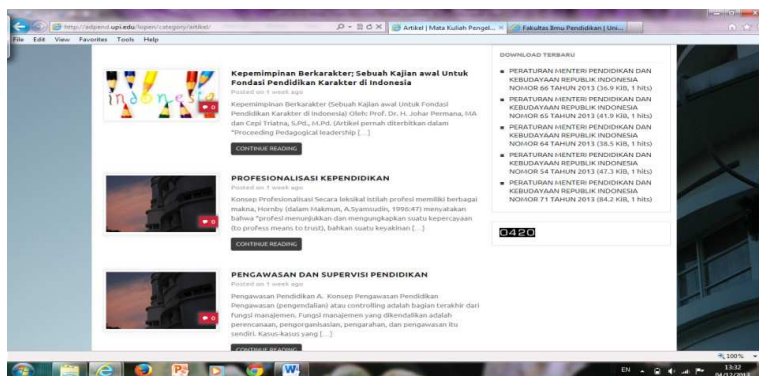 http://adpend.upi.edu/lupen/category/artikel/
Artikel | Mata Kuliah Pengel...
Fakultas Ilmu Pendidikan | Uni...
File Edit View Favorites Tools Help
Kepemimpinan Berkarakter; Sebuah Kajian awal Untuk
Fondasi Pendidikan Karakter di Indonesia
Posted on 1 week ago
Kepemimpinan Berkarakter (Sebuah Kajian awal Untuk Fondasi
Pendidikan Karakter di Indonesia) Oleh: Prof. Dr. H. Johar Permana, MA
dan Cepi Triatna, S.Pd., M.Pd. (Artikel pernah diterbitkan dalam
"Proceeding Pedagogical leadership [...]
CONTINUE READING
indonesia
0
PROFESIONALISASI KEPENDIDIKAN
Posted on 1 week ago
Konsep Profesionalisasi Secara leksikal istilah profesi memiliki berbagai
makna, Hornby (dalam Makmun, A.Syamsudin, 1996:47) menyatakan
bahwa "profesi menunjukkan dan mengungkapkan suatu kepercayaan
(to profess means to trust), bahkan suatu keyakinan [...]
CONTINUE READING
0
PENGAWASAN DAN SUPERVISI PENDIDIKAN
Posted on 1 week ago
Pengawasan Pendidikan A. Konsep Pengawasan Pendidikan
Pengawasan (pengendalian) atau controlling adalah bagian terakhir dari
fungsi manajemen. Fungsi manajemen yang dikendalikan adalah
perencanaan, pengorganisasian, pengarahan, dan pengawasan itu
sendiri. Kasus-kasus yang [...]
CONTINUE READING
0
DOWNLOAD TERBARU
PERATURAN MENTERI PENDIDIKAN DAN
KEBUDAYAAN REPUBLIK INDONESIA
NOMOR 66 TAHUN 2013 (36.9 KiB, 1 hits)
PERATURAN MENTERI PENDIDIKAN DAN
KEBUDAYAAN REPUBLIK INDONESIA
NOMOR 65 TAHUN 2013 (41.9 KiB, 1 hits)
PERATURAN MENTERI PENDIDIKAN DAN
KEBUDAYAAN REPUBLIK INDONESIA
NOMOR 64 TAHUN 2013 (38.5 KiB, 1 hits)
PERATURAN MENTERI PENDIDIKAN DAN
KEBUDAYAAN REPUBLIK INDONESIA
NOMOR 54 TAHUN 2013 (47.3 KiB, 1 hits)
PERATURAN MENTERI PENDIDIKAN DAN
KEBUDAYAAN REPUBLIK INDONESIA
NOMOR 71 TAHUN 2013 (84.2 KiB, 1 hits)
0420
100%
EN
13:32
04/12/2013